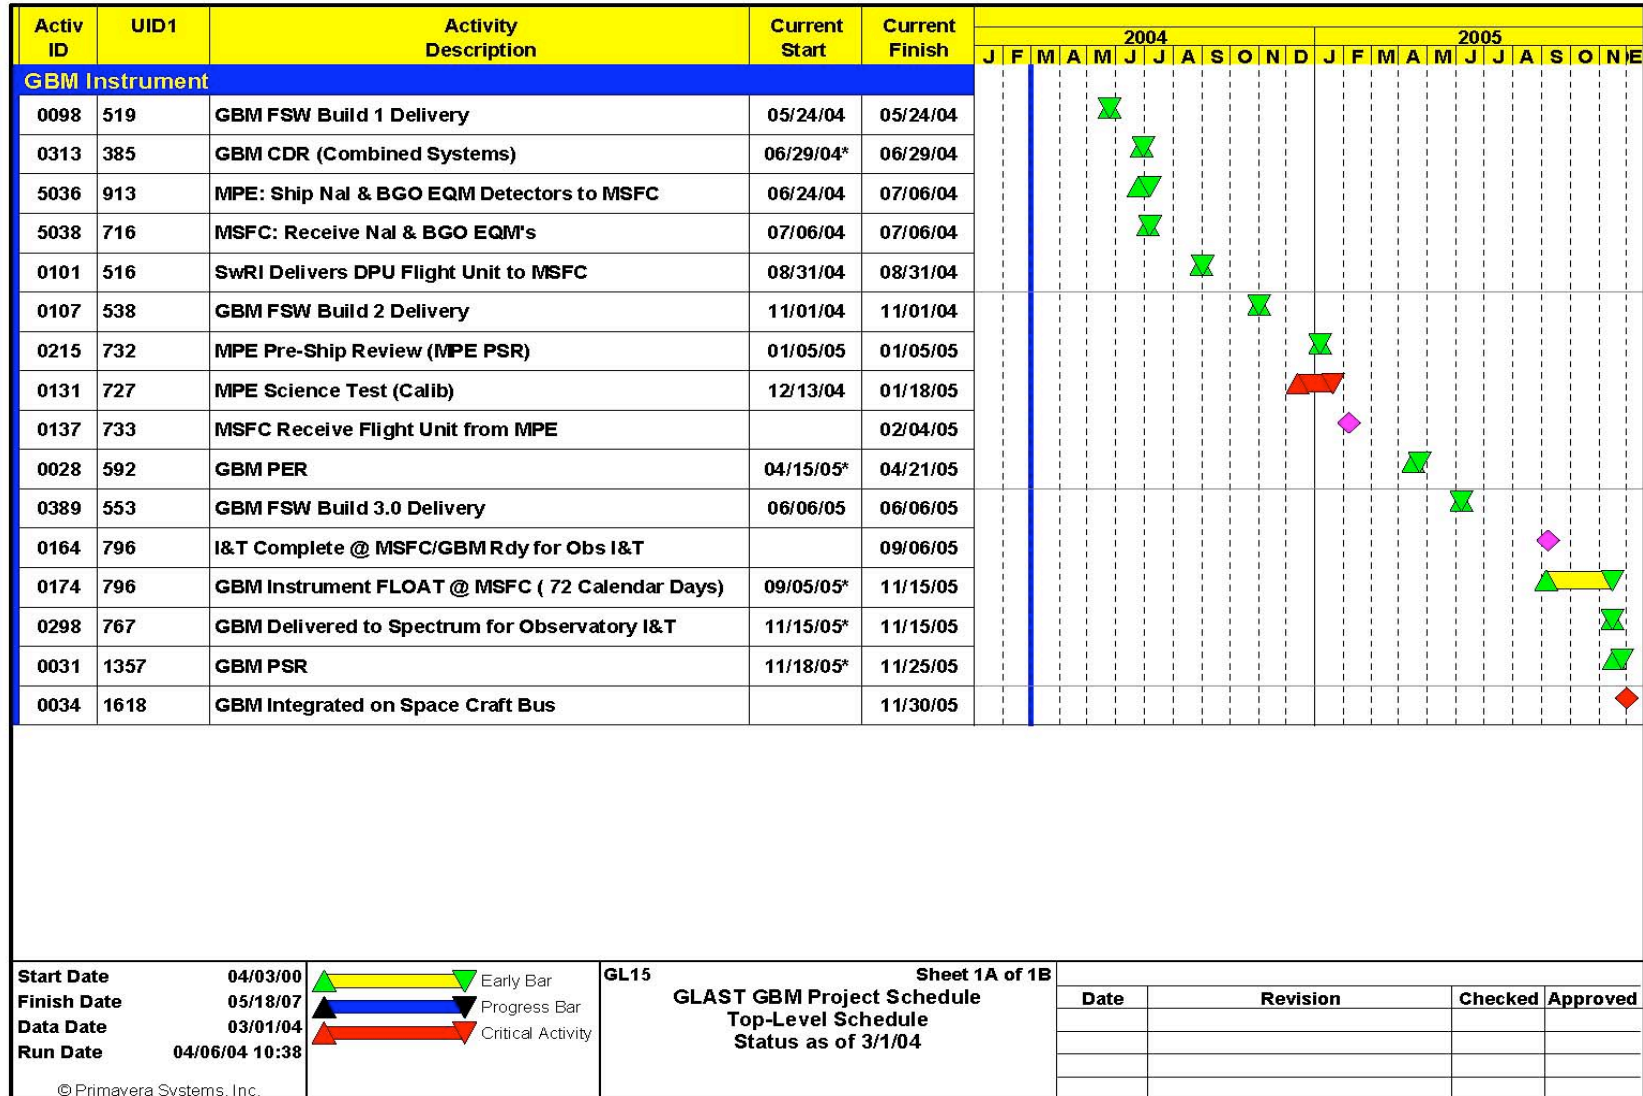 Activ UID1 Activity Current Current
ID Description Start Finish
2004 2005
J F M A M J J A S O N D J F M A M J J A S O N
GBM Instrument
0098 519 GBM FSW Build 1 Delivery 05/24/04 05/24/04
0313 385 GBM CDR (Combined Systems) 06/29/04* 06/29/04
5036 913 MPE: Ship NaI & BGO EQM Detectors to MSFC 06/24/04 07/06/04
5038 716 MSFC: Receive NaI & BGO EQM's 07/06/04 07/06/04
0101 516 SwRI Delivers DPU Flight Unit to MSFC 08/31/04 08/31/04
0107 538 GBM FSW Build 2 Delivery 11/01/04 11/01/04
0215 732 MPE Pre-Ship Review (MPE PSR) 01/05/05 01/05/05
0131 727 MPE Science Test (Calib) 12/13/04 01/18/05
0137 733 MSFC Receive Flight Unit from MPE 02/04/05
0028 592 GBM PER 04/15/05* 04/21/05
0389 553 GBM FSW Build 3.0 Delivery 06/06/05 06/06/05
0164 796 I&T Complete @ MSFC/GBM Rdy for Obs I&T 09/06/05
0174 796 GBM Instrument FLOAT @ MSFC ( 72 Calendar Days) 09/05/05* 11/15/05
0298 767 GBM Delivered to Spectrum for Observatory I&T 11/15/05* 11/15/05
0031 1357 GBM PSR 11/18/05* 11/25/05
0034 1618 GBM Integrated on Space Craft Bus 11/30/05
Start Date 04/03/00
Finish Date 05/18/07
Data Date 03/01/04
Run Date 04/06/04 10:38
© Primavera Systems, Inc.
Early Bar
Progress Bar
Critical Activity
GL15 Sheet 1A of 1B
GLAST GBM Project Schedule
Top-Level Schedule
Status as of 3/1/04
Date Revision Checked Approved